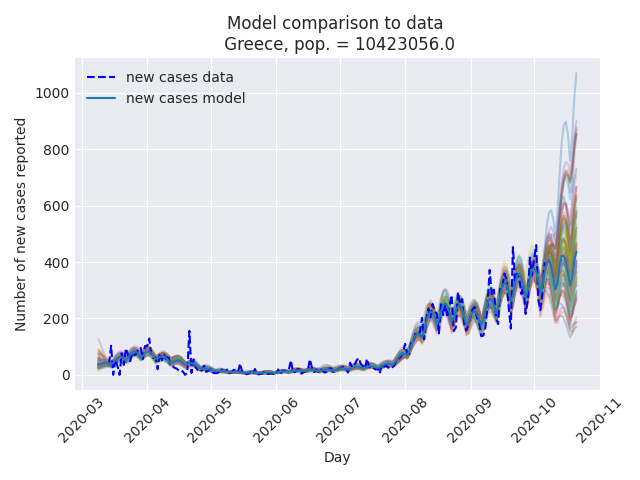 Model comparison to data
Greece, pop. = 10423056.0
new cases data
new cases model
Number of new cases reported
1000
800
600
400
200
0
2020-03
2020-04
2020-05
2020-06
2020-07
2020-08
2020-09
2020-10
2020-11
Day